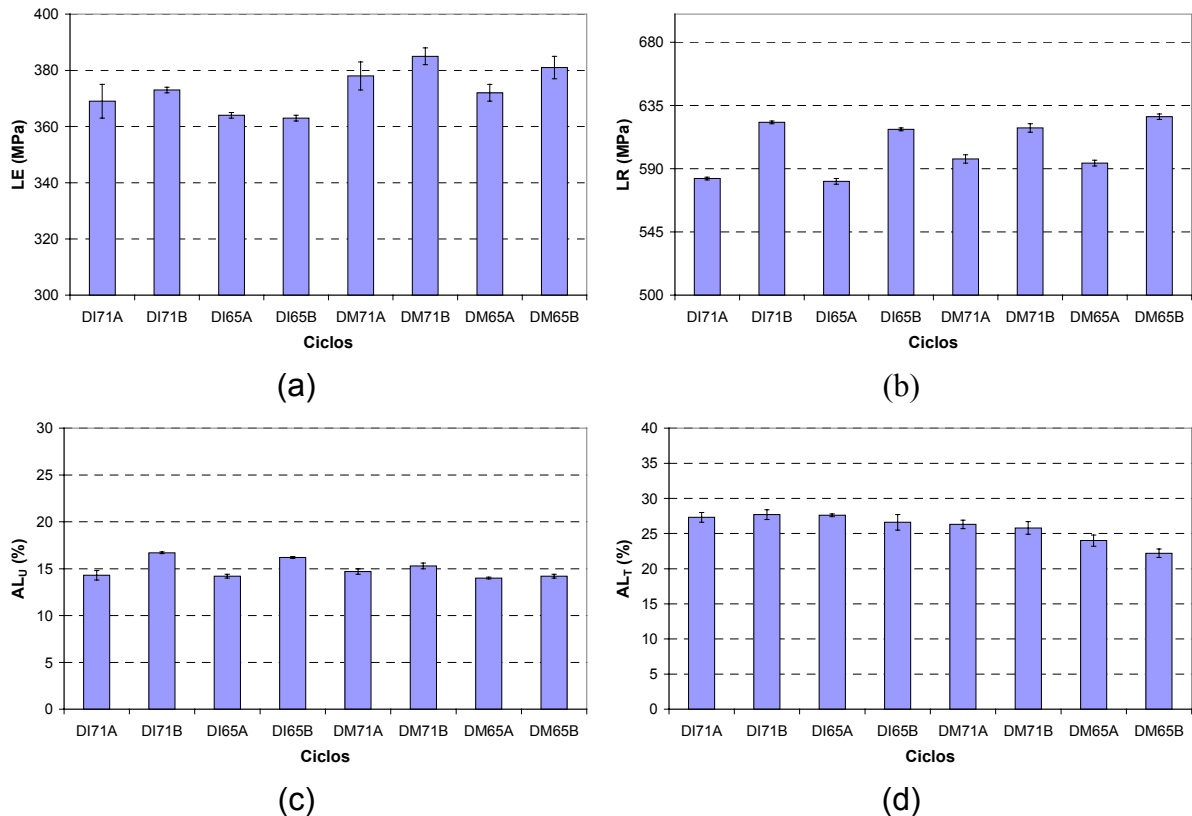 400
380
360
340
320
300
LE (MPa)
DI71A DI71B DI65A DI65B DM71A DM71B DM65A DM65B
Ciclos
(a)
680
635
590
545
500
LR (MPa)
DI71A DI71B DI65A DI65B DM71A DM71B DM65A DM65B
Ciclos
(b)
30
25
20
15
10
5
0
ALU (%)
DI71A DI71B DI65A DI65B DM71A DM71B DM65A DM65B
Ciclos
(c)
40
35
30
25
20
15
10
5
0
ALT (%)
DI71A DI71B DI65A DI65B DM71A DM71B DM65A DM65B
Ciclos
(d)